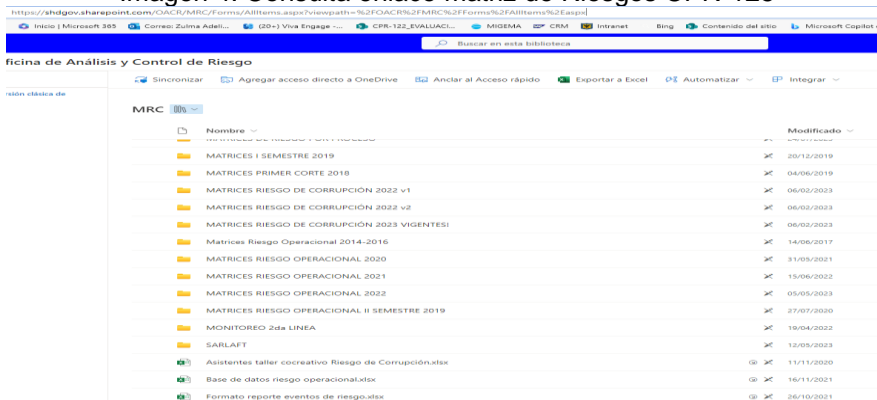 https://shdgov.sharepoint.com/OACR/MRC/Forms/AllItems.aspx?viewpath=%2FOACR%2FMRC%2FForms%2FAllItems%2Easpx
Inicio | Microsoft 365 Correo: Zulma Adeli... (20+) Viva Engage -... CPR-122_EVALUACI... MIGEMA CRM Intranet Bing Contenido del sitio Microsoft Copilot
Buscar en esta biblioteca
ficina de Análisis y Control de Riesgo
Sincronizar Agregar acceso directo a OneDrive Anclar al Acceso rápido Exportar a Excel Automatizar Integrar
rsión clásica de
MRC
Nombre Modificado
MATRICES I SEMESTRE 2019 20/12/2019
MATRICES PRIMER CORTE 2018 04/06/2019
MATRICES RIESGO DE CORRUPCIÓN 2022 v1 06/02/2023
MATRICES RIESGO DE CORRUPCIÓN 2022 v2 06/02/2023
MATRICES RIESGO DE CORRUPCIÓN 2023 VIGENTES! 06/02/2023
Matrices Riesgo Operacional 2014-2016 14/06/2017
MATRICES RIESGO OPERACIONAL 2020 31/05/2021
MATRICES RIESGO OPERACIONAL 2021 15/06/2022
MATRICES RIESGO OPERACIONAL 2022 05/05/2023
MATRICES RIESGO OPERACIONAL II SEMESTRE 2019 27/07/2020
MONITOREO 2da LINEA 19/04/2022
SARLAFT 12/05/2023
Asistentes taller cocreativo Riesgo de Corrupción.xlsx 11/11/2020
Base de datos riesgo operacional.xlsx 16/11/2021
Formato reporte eventos de riesgo.xlsx 26/10/2021